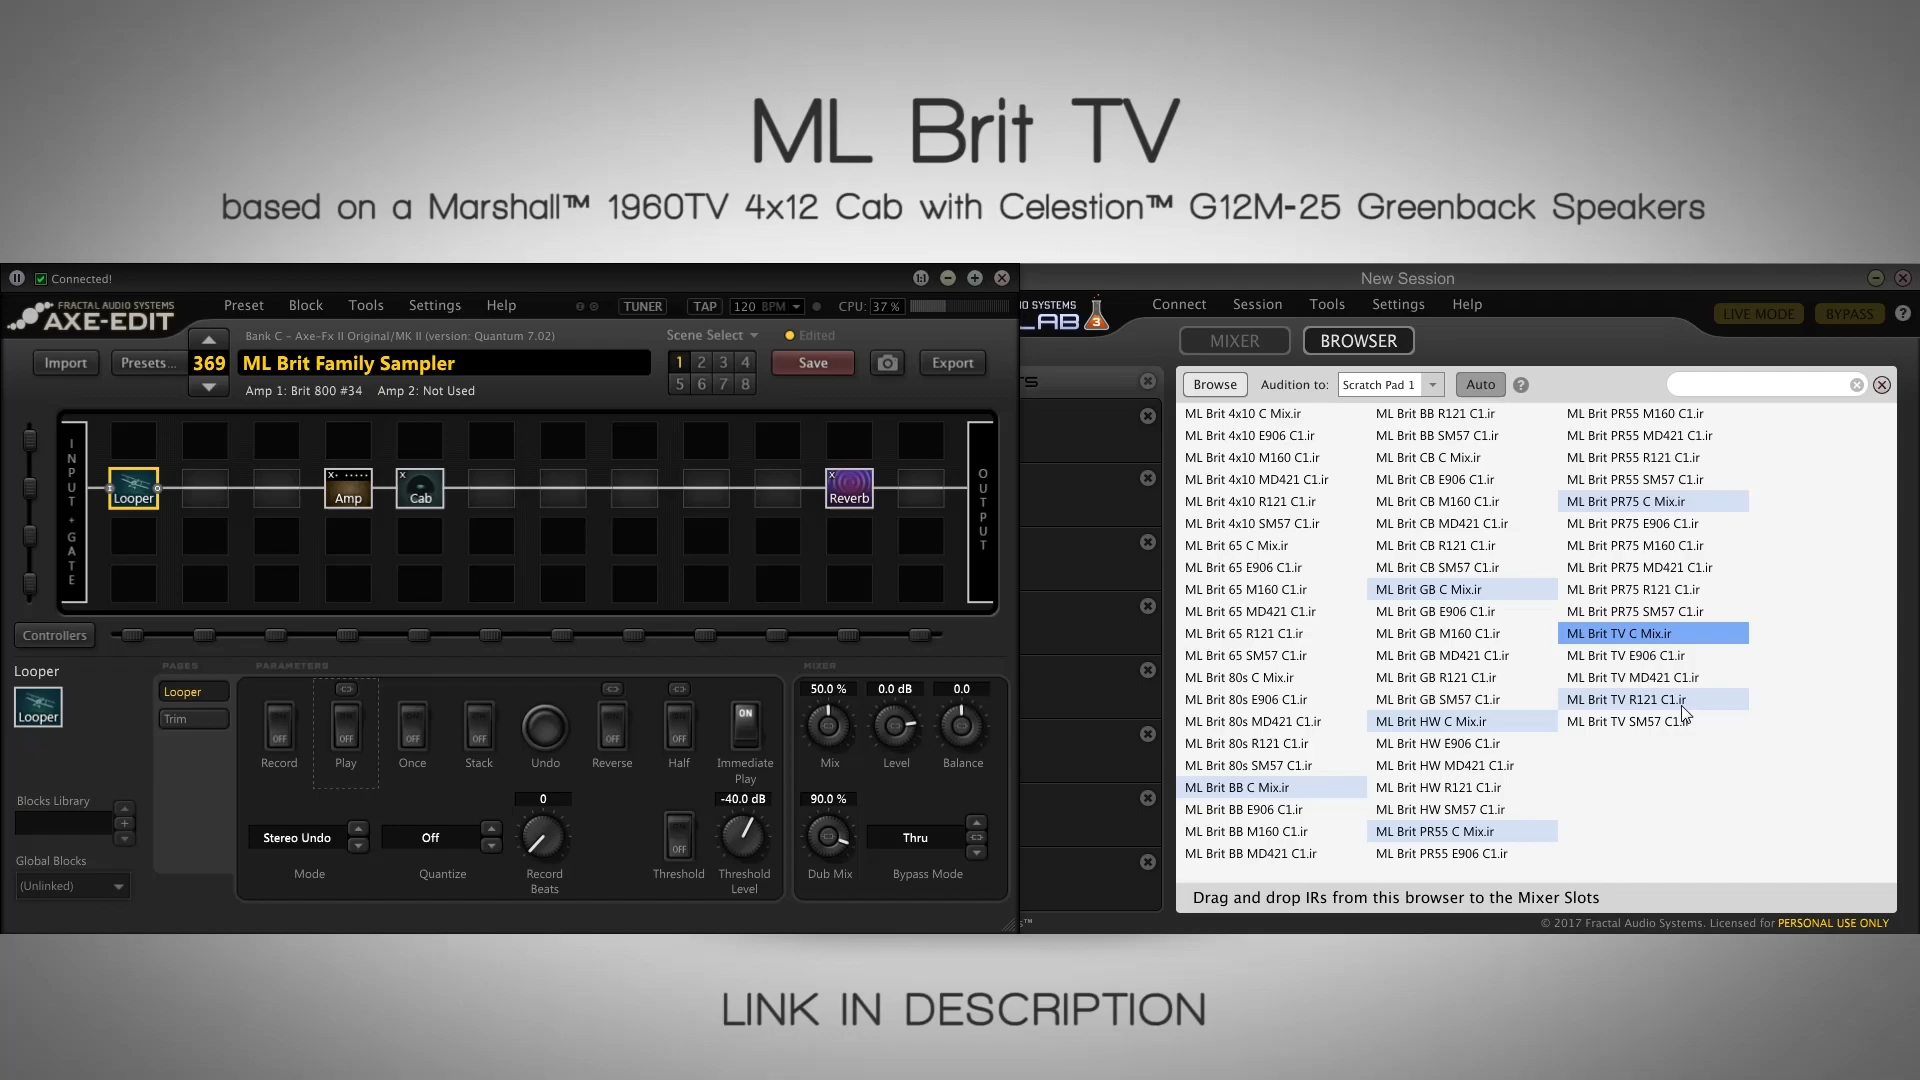 ML Brit TV
based on a Marshall™ 1960TV 4x12 Cab with Celestion™ G12M-25 Greenback Speakers
Connected!
FRACTAL AUDIO SYSTEMS
AXE-EDIT
Preset Block Tools Settings Help
TUNER TAP 120 BPM CPU: 37 %
Bank C - Axe-Fx II Original/MK II (version: Quantum 7.02)
Scene Select Edited
Import Presets... 369 ML Brit Family Sampler
1 2 3 4
5 6 7 8
Save Export
Amp 1: Brit 800 #34 Amp 2: Not Used
INPUT + GATE
Looper
Amp
Cab
Reverb
OUTPUT
Controllers
Looper
Looper
Blocks Library
Global Blocks
(Unlinked)
PAGES
Looper
Trim
PARAMETERS
ON OFF
Record Play Once Stack Undo Reverse Half Immediate Play
0
-40.0 dB
Stereo Undo Off
Mode Quantize Record Beats Threshold Threshold Level
MIXER
50.0 % 0.0 dB 0.0
Mix Level Balance
90.0 %
Thru
Dub Mix Bypass Mode
New Session
IO SYSTEMS
LAB 3
Connect Session Tools Settings Help
LIVE MODE BYPASS
MIXER BROWSER
Browse Audition to: Scratch Pad 1 Auto
ML Brit 4x10 C Mix.ir
ML Brit 4x10 E906 C1.ir
ML Brit 4x10 M160 C1.ir
ML Brit 4x10 MD421 C1.ir
ML Brit 4x10 R121 C1.ir
ML Brit 4x10 SM57 C1.ir
ML Brit 65 C Mix.ir
ML Brit 65 E906 C1.ir
ML Brit 65 M160 C1.ir
ML Brit 65 MD421 C1.ir
ML Brit 65 R121 C1.ir
ML Brit 65 SM57 C1.ir
ML Brit 80s C Mix.ir
ML Brit 80s E906 C1.ir
ML Brit 80s MD421 C1.ir
ML Brit 80s R121 C1.ir
ML Brit 80s SM57 C1.ir
ML Brit BB C Mix.ir
ML Brit BB E906 C1.ir
ML Brit BB M160 C1.ir
ML Brit BB MD421 C1.ir
ML Brit BB R121 C1.ir
ML Brit BB SM57 C1.ir
ML Brit CB C Mix.ir
ML Brit CB E906 C1.ir
ML Brit CB M160 C1.ir
ML Brit CB MD421 C1.ir
ML Brit CB R121 C1.ir
ML Brit CB SM57 C1.ir
ML Brit GB C Mix.ir
ML Brit GB E906 C1.ir
ML Brit GB M160 C1.ir
ML Brit GB MD421 C1.ir
ML Brit GB R121 C1.ir
ML Brit GB SM57 C1.ir
ML Brit HW C Mix.ir
ML Brit HW E906 C1.ir
ML Brit HW MD421 C1.ir
ML Brit HW R121 C1.ir
ML Brit HW SM57 C1.ir
ML Brit PR55 C Mix.ir
ML Brit PR55 E906 C1.ir
ML Brit PR55 M160 C1.ir
ML Brit PR55 MD421 C1.ir
ML Brit PR55 R121 C1.ir
ML Brit PR55 SM57 C1.ir
ML Brit PR75 C Mix.ir
ML Brit PR75 E906 C1.ir
ML Brit PR75 M160 C1.ir
ML Brit PR75 MD421 C1.ir
ML Brit PR75 R121 C1.ir
ML Brit PR75 SM57 C1.ir
ML Brit TV C Mix.ir
ML Brit TV E906 C1.ir
ML Brit TV MD421 C1.ir
ML Brit TV R121 C1.ir
ML Brit TV SM57 C1.ir
Drag and drop IRs from this browser to the Mixer Slots
© 2017 Fractal Audio Systems. Licensed for PERSONAL USE ONLY
LINK IN DESCRIPTION